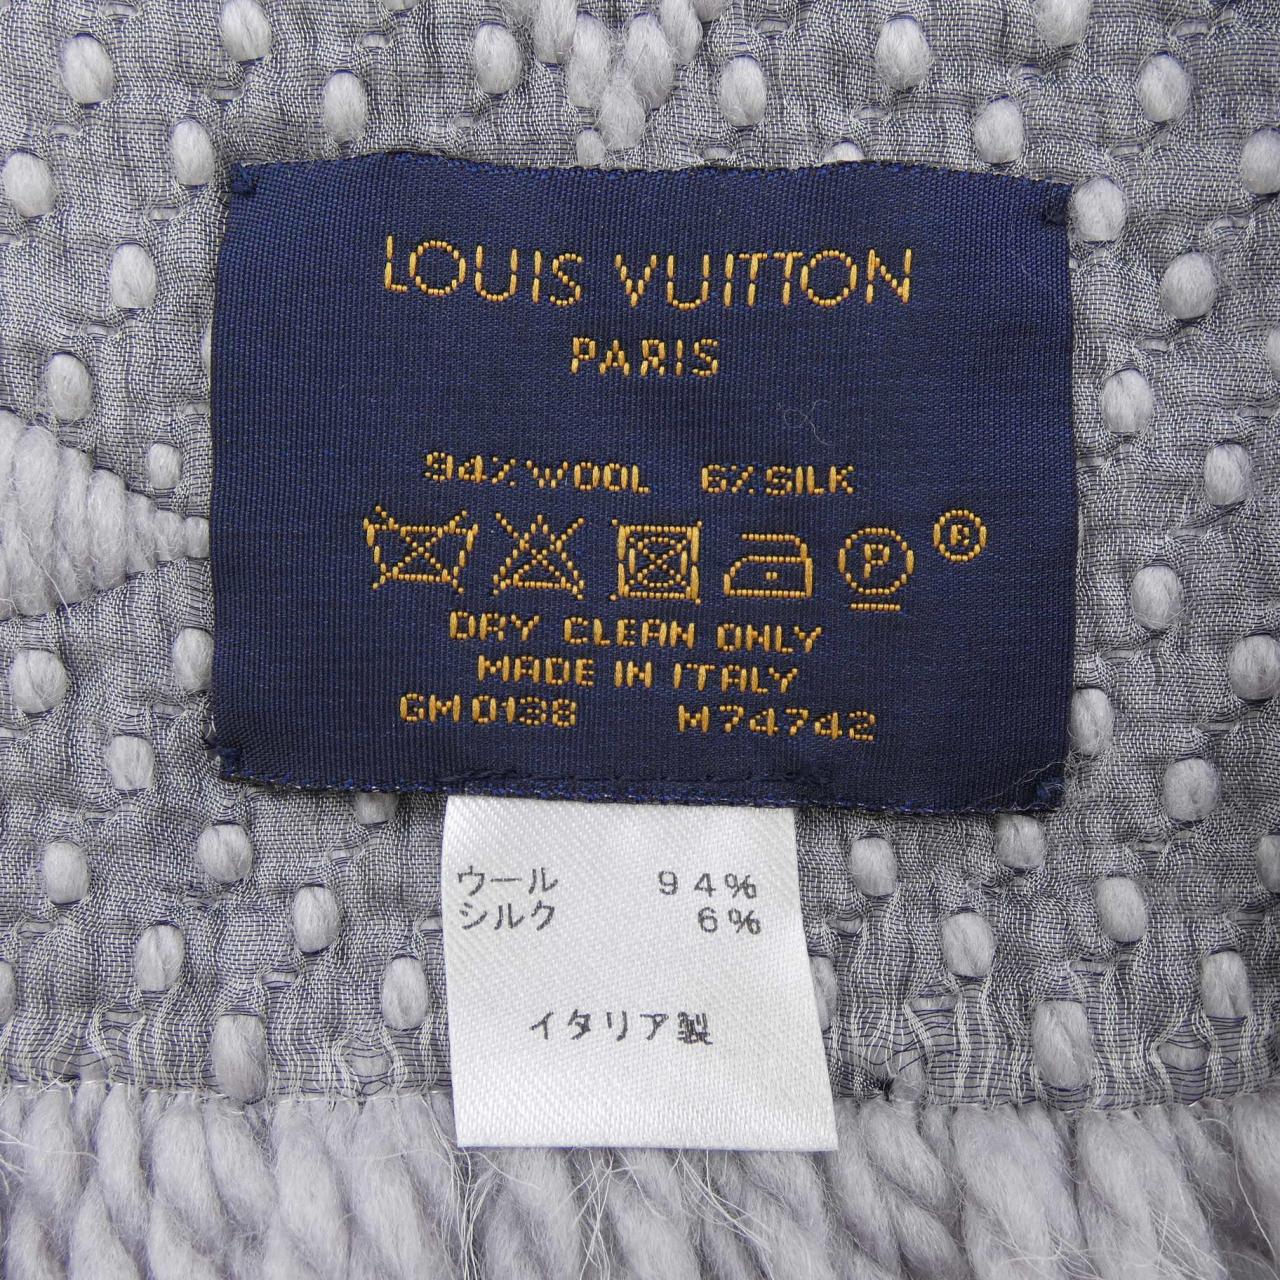 LOUIS VUITTON
PARIS
94% WOOL 6% SILK
P ®
DRY CLEAN ONLY
MADE IN ITALY
GM0138 M74742
ウール 94%
シルク 6%
イタリア製